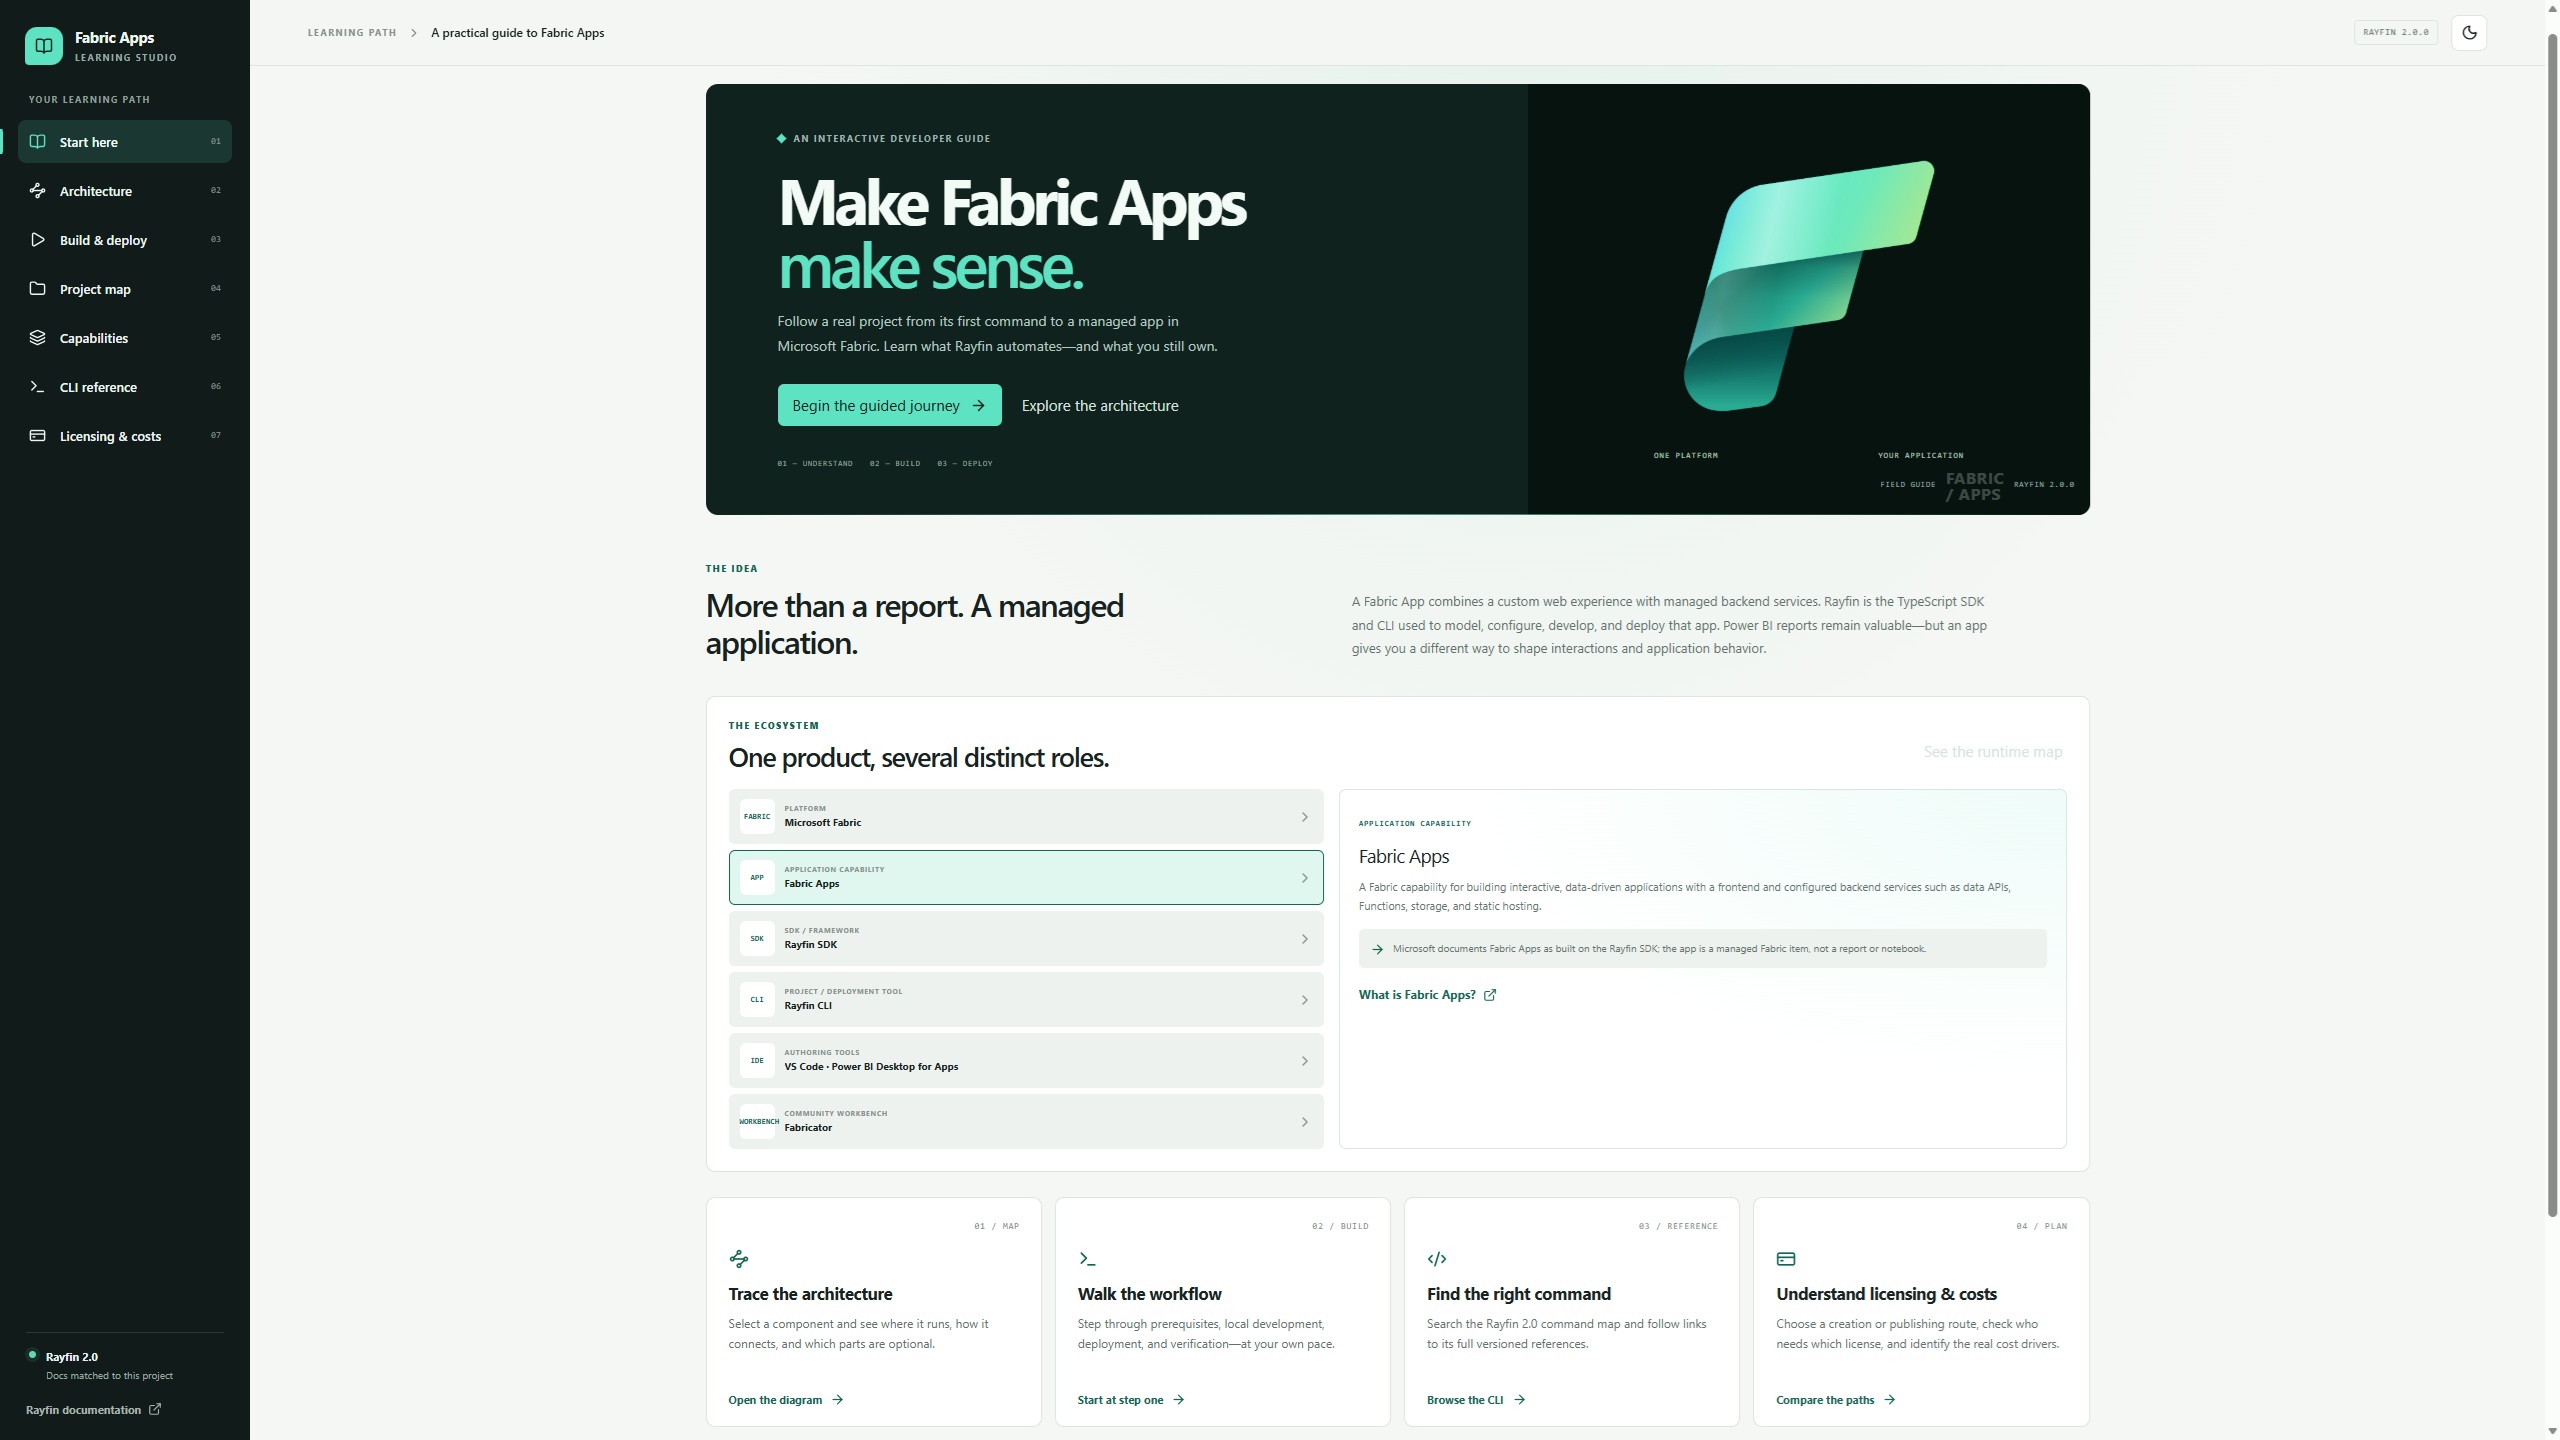 Fabric Apps
LEARNING STUDIO
YOUR LEARNING PATH
Start here 01
Architecture 02
Build & deploy 03
Project map 04
Capabilities 05
CLI reference 06
Licensing & costs 07
Rayfin 2.0
Docs matched to this project
Rayfin documentation
LEARNING PATH > A practical guide to Fabric Apps
RAYFIN 2.0.0
AN INTERACTIVE DEVELOPER GUIDE
Make Fabric Apps
make sense.
Follow a real project from its first command to a managed app in
Microsoft Fabric. Learn what Rayfin automates—and what you still own.
Begin the guided journey → Explore the architecture
01 — UNDERSTAND 02 — BUILD 03 — DEPLOY
ONE PLATFORM YOUR APPLICATION
FIELD GUIDE FABRIC / APPS RAYFIN 2.0.0
THE IDEA
More than a report. A managed
application.
A Fabric App combines a custom web experience with managed backend services. Rayfin is the TypeScript SDK
and CLI used to model, configure, develop, and deploy that app. Power BI reports remain valuable—but an app
gives you a different way to shape interactions and application behavior.
THE ECOSYSTEM
One product, several distinct roles.
See the runtime map
FABRIC
PLATFORM
Microsoft Fabric
APP
APPLICATION CAPABILITY
Fabric Apps
SDK
SDK / FRAMEWORK
Rayfin SDK
CLI
PROJECT / DEPLOYMENT TOOL
Rayfin CLI
IDE
AUTHORING TOOLS
VS Code · Power BI Desktop for Apps
WORKBENCH
COMMUNITY WORKBENCH
Fabricator
APPLICATION CAPABILITY
Fabric Apps
A Fabric capability for building interactive, data-driven applications with a frontend and configured backend services such as data APIs,
Functions, storage, and static hosting.
→ Microsoft documents Fabric Apps as built on the Rayfin SDK; the app is a managed Fabric item, not a report or notebook.
What is Fabric Apps?
01 / MAP
Trace the architecture
Select a component and see where it runs, how it
connects, and which parts are optional.
Open the diagram →
02 / BUILD
Walk the workflow
Step through prerequisites, local development,
deployment, and verification—at your own pace.
Start at step one →
03 / REFERENCE
Find the right command
Search the Rayfin 2.0 command map and follow links
to its full versioned references.
Browse the CLI →
04 / PLAN
Understand licensing & costs
Choose a creation or publishing route, check who
needs which license, and identify the real cost drivers.
Compare the paths →